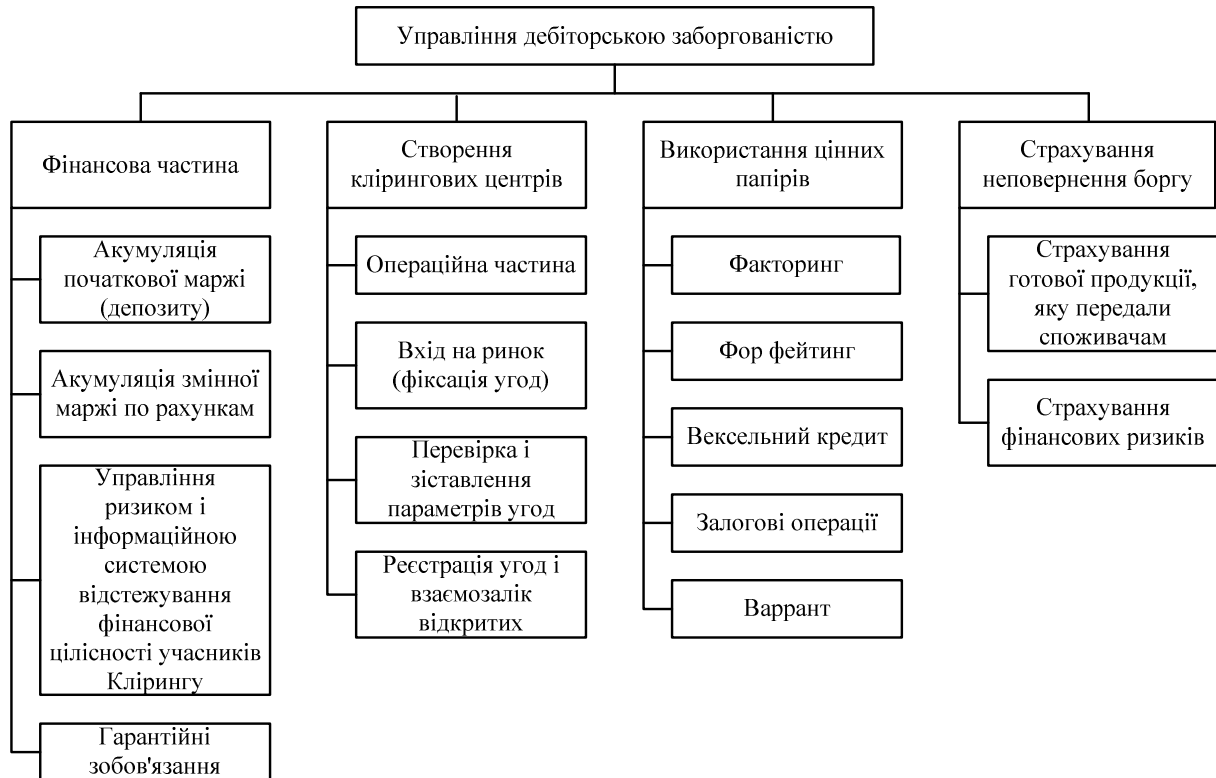 Управління дебіторською заборгованістю
Фінансова частина
Акумуляція
початкової маржі
(депозиту)
Акумуляція змінної
маржі по рахункам
Управління
ризиком і
інформаційною
системою
відстежування
фінансової
цілісності учасників
Клірингу
Гарантійні
зобов'язання
Створення
клірингових центрів
Операційна частина
Вхід на ринок
(фіксація угод)
Перевірка і
зіставлення
параметрів угод
Реєстрація угод і
взаємозалік
відкритих
Використання цінних
папірів
Факторинг
Фор фейтинг
Вексельний кредит
Залогові операції
Варрант
Страхування
неповернення боргу
Страхування
готової продукції,
яку передали
споживачам
Страхування
фінансових ризиків